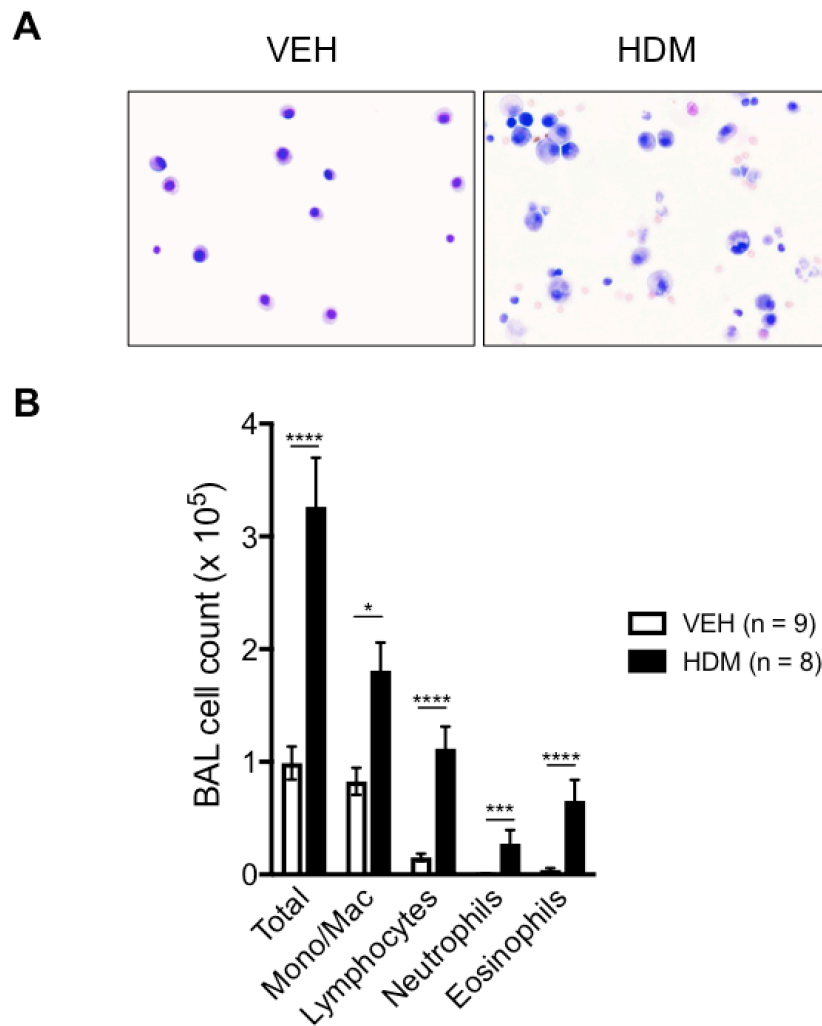 A
VEH
HDM
B
BAL cell count (x 10⁵)
4
3
2
1
0
****
*
****
***
****
Total
Mono/Mac
Lymphocytes
Neutrophils
Eosinophils
VEH (n = 9)
HDM (n = 8)